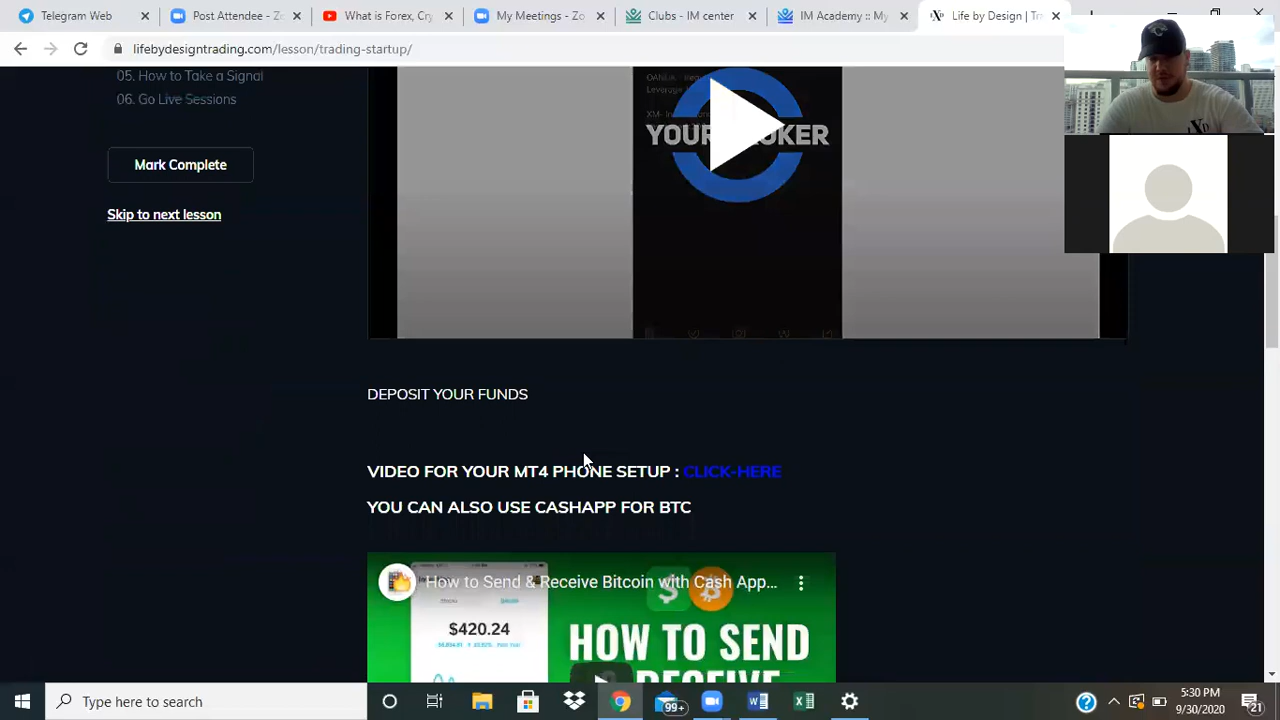 Telegram Web
Post Attendee - Zo
What is Forex, Cry
My Meetings - Zo
Clubs - IM center
IM Academy :: My
Life by Design | Tr
lifebydesigntrading.com/lesson/trading-startup/
05. How to Take a Signal
06. Go Live Sessions
Mark Complete
Skip to next lesson
Leverage
XM-
YOUR BROKER
DEPOSIT YOUR FUNDS
VIDEO FOR YOUR MT4 PHONE SETUP : CLICK-HERE
YOU CAN ALSO USE CASHAPP FOR BTC
How to Send & Receive Bitcoin with Cash App...
$420.24
HOW TO SEND
Type here to search
99+
5:30 PM
9/30/2020
21